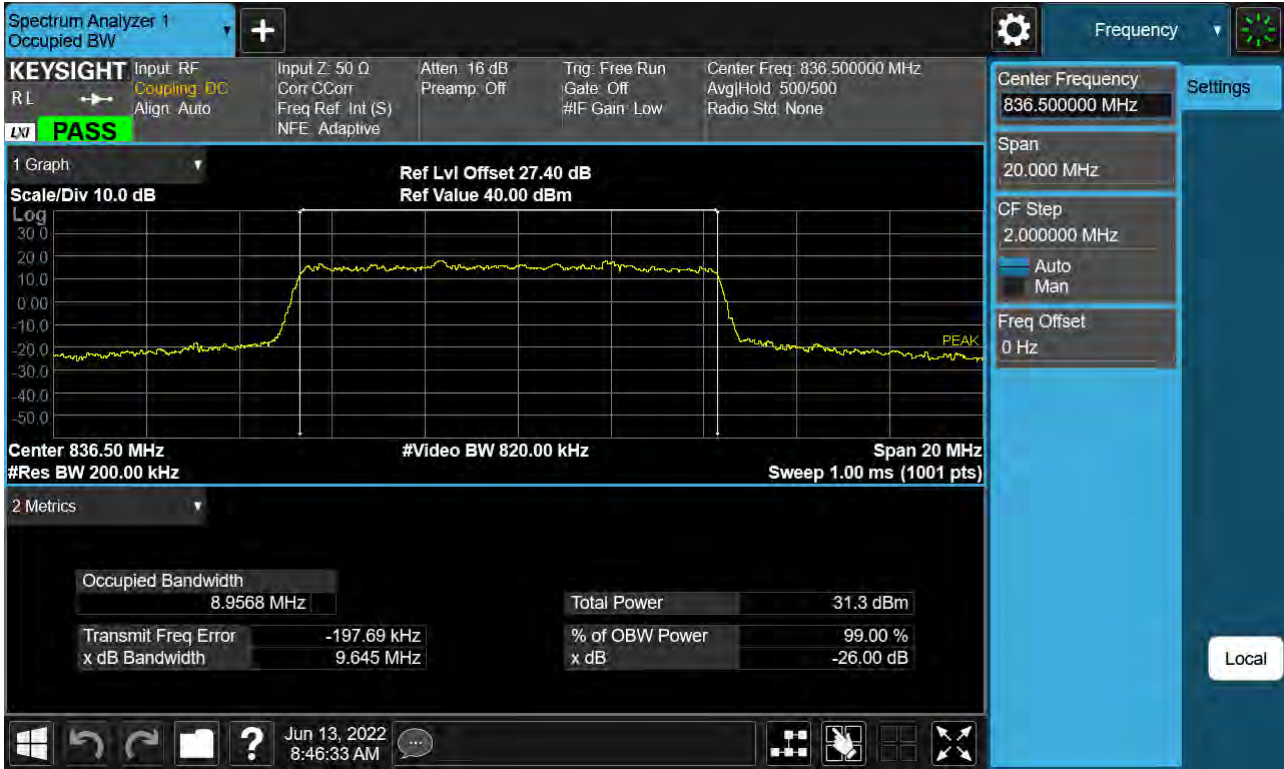 Spectrum Analyzer 1
Occupied BW
Frequency
KEYSIGHT
RL
LXI
PASS
Input: RF
Coupling: DC
Align: Auto
Input Z: 50 Ω
Corr CCorr
Freq Ref: Int (S)
NFE: Adaptive
Atten: 16 dB
Preamp: Off
Trig: Free Run
Gate: Off
#IF Gain: Low
Center Freq: 836.500000 MHz
Avg|Hold: 500/500
Radio Std: None
Center Frequency
836.500000 MHz
Settings
Span
20.000 MHz
CF Step
2.000000 MHz
Auto
Man
Freq Offset
0 Hz
1 Graph
Scale/Div 10.0 dB
Ref Lvl Offset 27.40 dB
Ref Value 40.00 dBm
Log
30.0
20.0
10.0
0.00
-10.0
-20.0
-30.0
-40.0
-50.0
PEAK
Center 836.50 MHz
#Video BW 820.00 kHz
Span 20 MHz
#Res BW 200.00 kHz
Sweep 1.00 ms (1001 pts)
2 Metrics
Occupied Bandwidth
8.9568 MHz
Total Power 31.3 dBm
Transmit Freq Error -197.69 kHz
% of OBW Power 99.00 %
x dB Bandwidth 9.645 MHz
x dB -26.00 dB
Local
?
Jun 13, 2022
8:46:33 AM